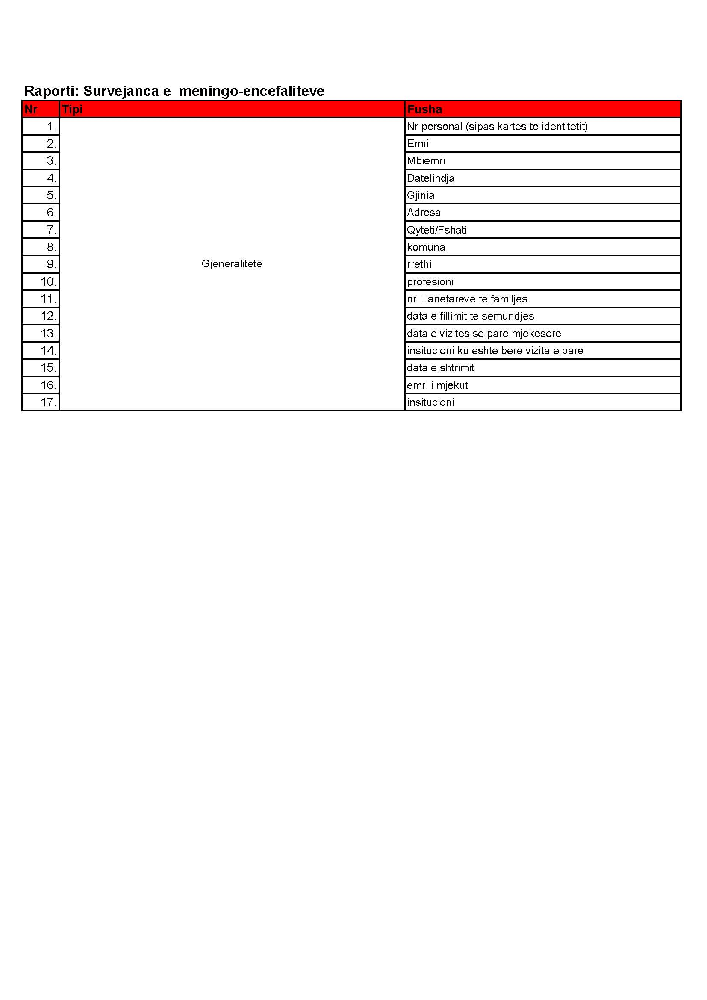 Raporti: Survejanca e  meningo-encefaliteve
Nr Tipi Fusha
1. Nr personal (sipas kartes te identitetit)
2. Emri
3. Mbiemri
4. Datelindja
5. Gjinia
6. Adresa
7. Qyteti/Fshati
8. komuna
9. Gjeneralitete rrethi
10. profesioni
11. nr. i anetareve te familjes
12. data e fillimit te semundjes
13. data e vizites se pare mjekesore
14. insitucioni ku eshte bere vizita e pare
15. data e shtrimit
16. emri i mjekut
17. insitucioni